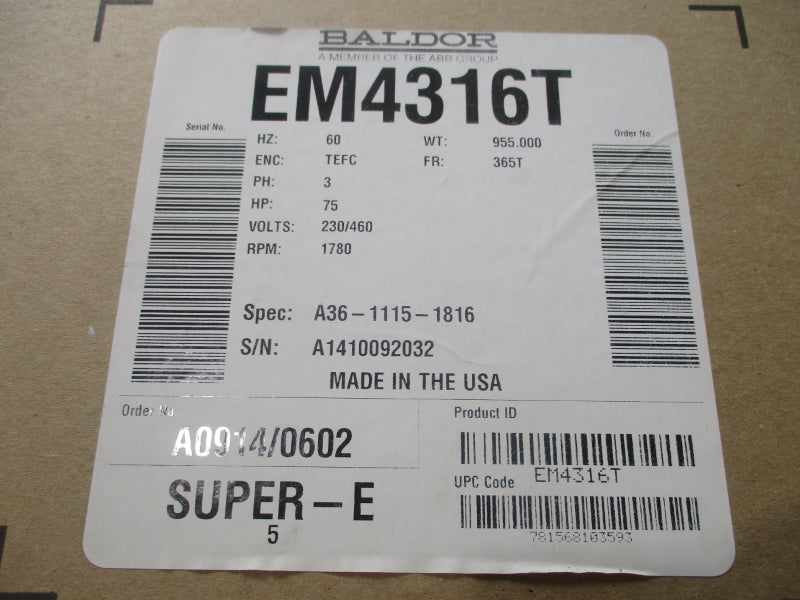 BALDOR
A MEMBER OF THE ABB GROUP
EM4316T
Serial No.
Order No.
HZ: 60 WT: 955.000
ENC: TEFC FR: 365T
PH: 3
HP: 75
VOLTS: 230/460
RPM: 1780
Spec: A36-1115-1816
S/N: A1410092032
MADE IN THE USA
Order No.
A0914/0602
SUPER-E
5
Product ID
EM4316T
UPC Code
781568103593